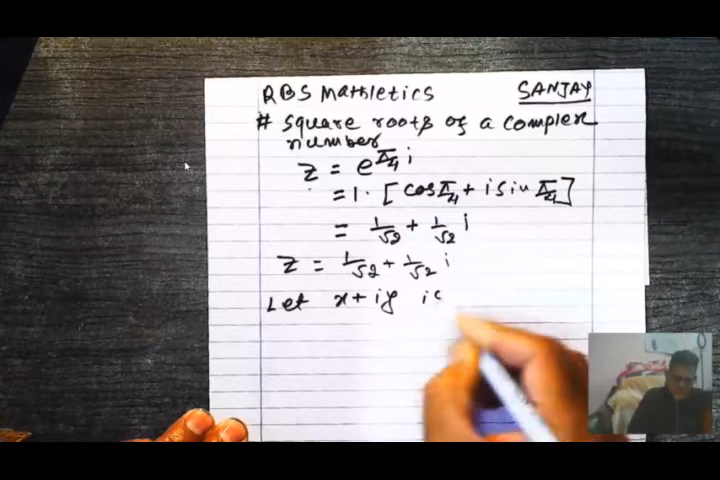 RBS Mathletics SANJAY
# square roots of a complex
number
z = e^{π/4 i}
= 1. [cos π/4 + i sin π/4]
= 1/√2 + 1/√2 i
z = 1/√2 + 1/√2 i
Let x + iy is